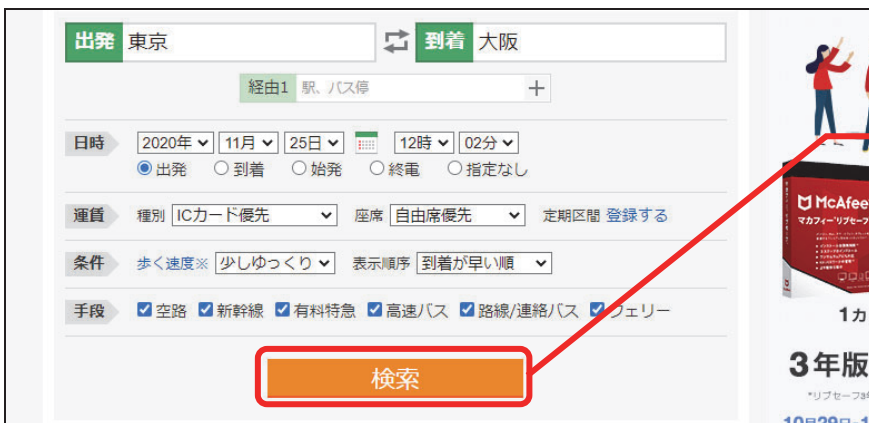 出発 東京 到着 大阪
経由1 駅、バス停
日時 2020年 11月 25日 12時 02分
出発 到着 始発 終電 指定なし
運賃 種別 ICカード優先 座席 自由席優先 定期区間 登録する
条件 歩く速度※ 少しゆっくり 表示順序 到着が早い順
手段 空路 新幹線 有料特急 高速バス 路線/連絡バス フェリー
検索
McAfee
マカフィー リブセーフ
1カ
3年版